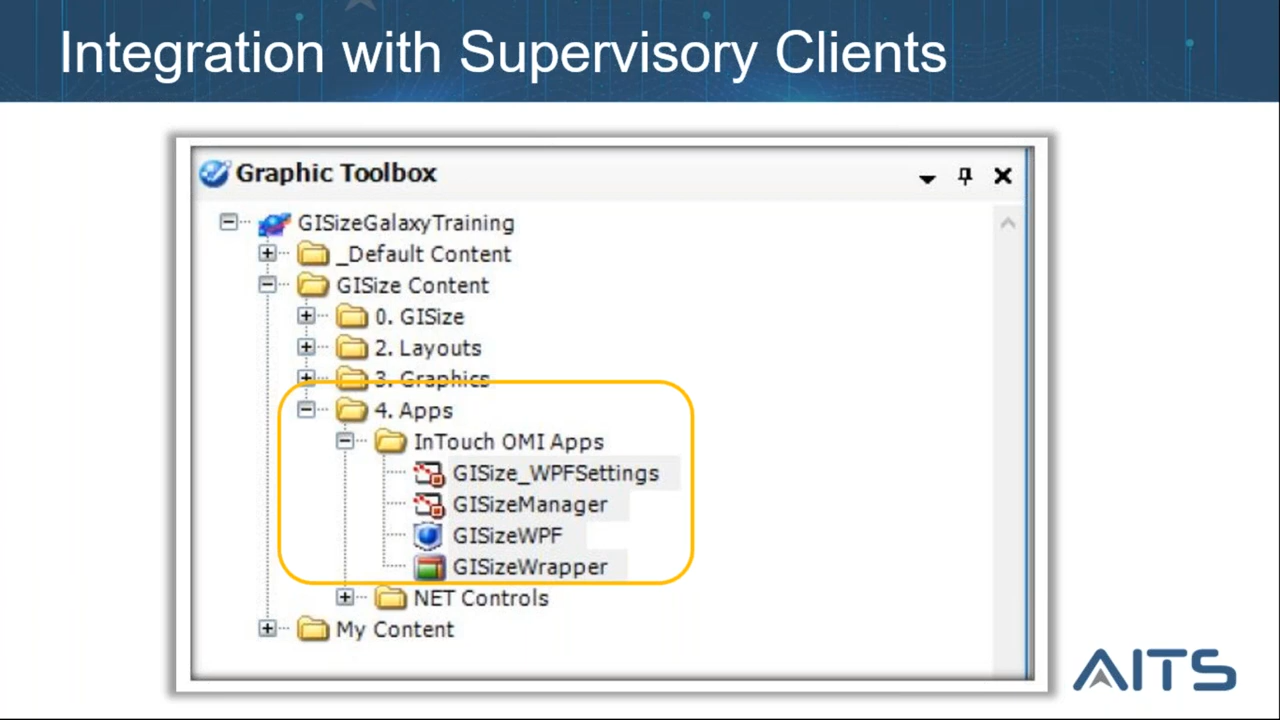 Integration with Supervisory Clients
Graphic Toolbox
GISizeGalaxyTraining
_Default Content
GISize Content
0. GISize
2. Layouts
3. Graphics
4. Apps
InTouch OMI Apps
GISize_WPFSettings
GISizeManager
GISizeWPF
GISizeWrapper
NET Controls
My Content
AITS